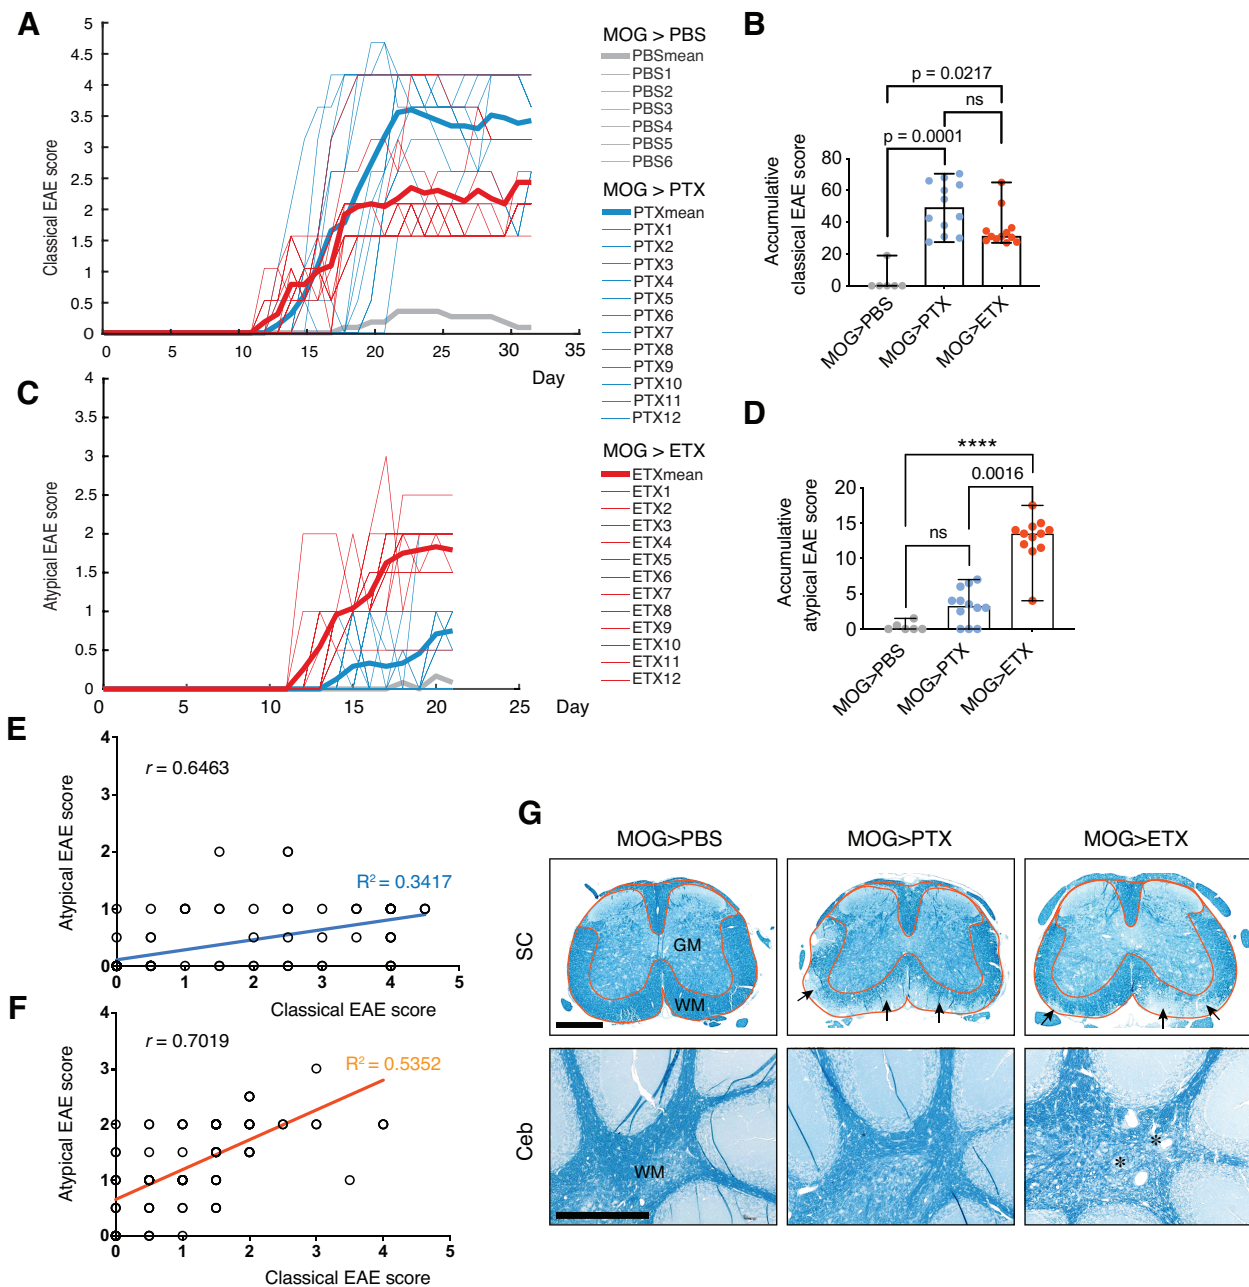 A
5
4.5
4
3.5
3
2.5
2
1.5
1
0.5
0
Classical EAE score
0 5 10 15 20 25 30 35
Day
MOG > PBS
PBSmean
PBS1
PBS2
PBS3
PBS4
PBS5
PBS6
MOG > PTX
PTXmean
PTX1
PTX2
PTX3
PTX4
PTX5
PTX6
PTX7
PTX8
PTX9
PTX10
PTX11
PTX12
MOG > ETX
ETXmean
ETX1
ETX2
ETX3
ETX4
ETX5
ETX6
ETX7
ETX8
ETX9
ETX10
ETX11
ETX12
B
p = 0.0217
ns
p = 0.0001
80
60
40
20
0
Accumulative
classical EAE score
MOG>PBS
MOG>PTX
MOG>ETX
C
4
3.5
3
2.5
2
1.5
1
0.5
0
Atypical EAE score
0 5 10 15 20 25 Day
D
****
0.0016
ns
20
15
10
5
0
Accumulative
atypical EAE score
MOG>PBS
MOG>PTX
MOG>ETX
E
r = 0.6463
R² = 0.3417
4
3
2
1
0
Atypical EAE score
0 1 2 3 4 5
Classical EAE score
F
r = 0.7019
R² = 0.5352
4
3
2
1
0
Atypical EAE score
0 1 2 3 4 5
Classical EAE score
G
MOG>PBS MOG>PTX MOG>ETX
SC
GM
WM
Ceb
WM
*
*